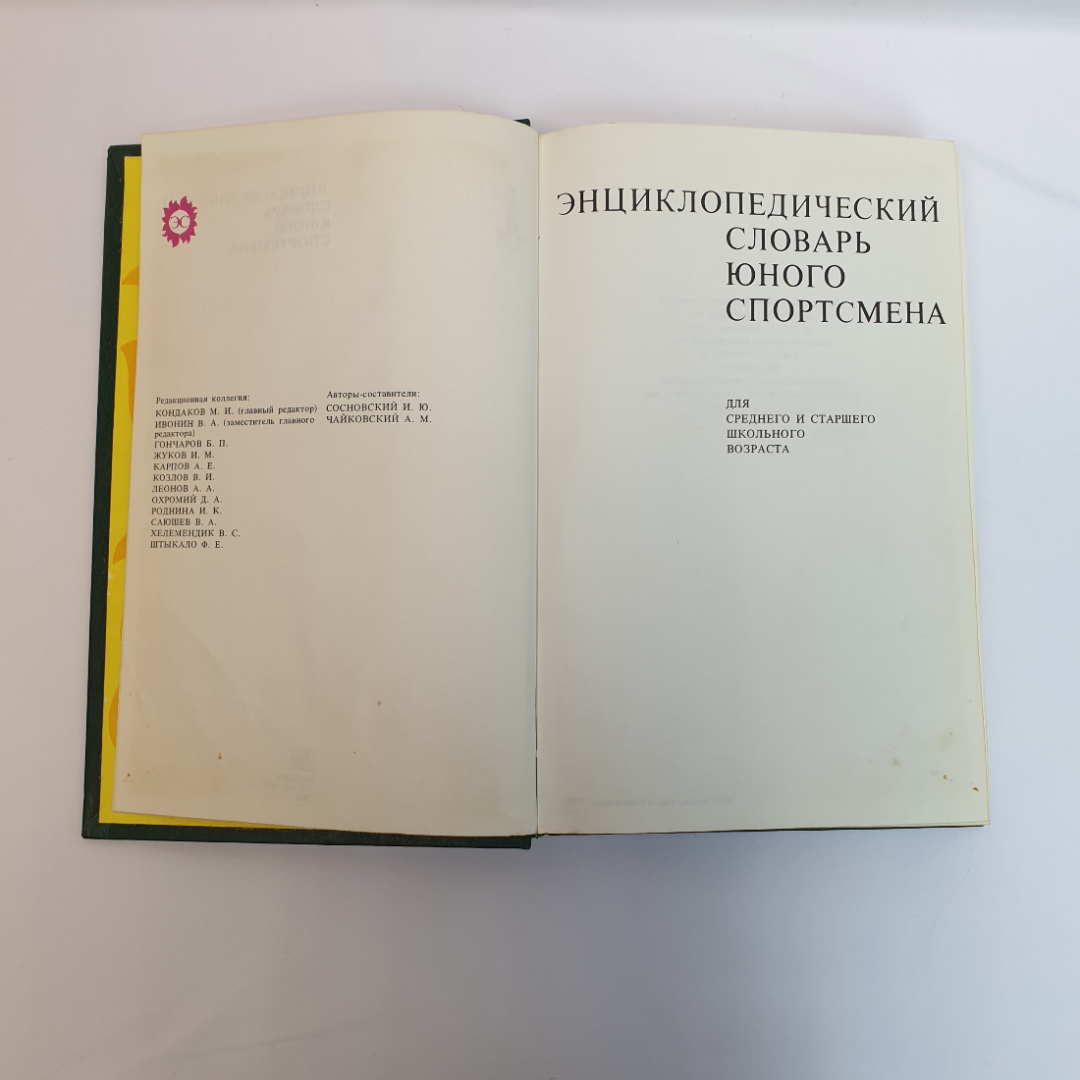 ЭС
Редакционная коллегия:
КОНДАКОВ М. И. (главный редактор)
ИВОНИН В. А. (заместитель главного
редактора)
ГОНЧАРОВ Б. П.
ЖУКОВ И. М.
КАРПОВ А. Е.
КОЗЛОВ В. И.
ЛЕОНОВ А. А.
ОХРОМИЙ Д. А.
РОДНИНА И. К.
САЮШЕВ В. А.
ХЕЛЕМЕНДИК В. С.
ШТЫКАЛО Ф. Е.
Авторы-составители:
СОСНОВСКИЙ И. Ю.
ЧАЙКОВСКИЙ А. М.
ЭНЦИКЛОПЕДИЧЕСКИЙ
СЛОВАРЬ
ЮНОГО
СПОРТСМЕНА
ДЛЯ
СРЕДНЕГО И СТАРШЕГО
ШКОЛЬНОГО
ВОЗРАСТА